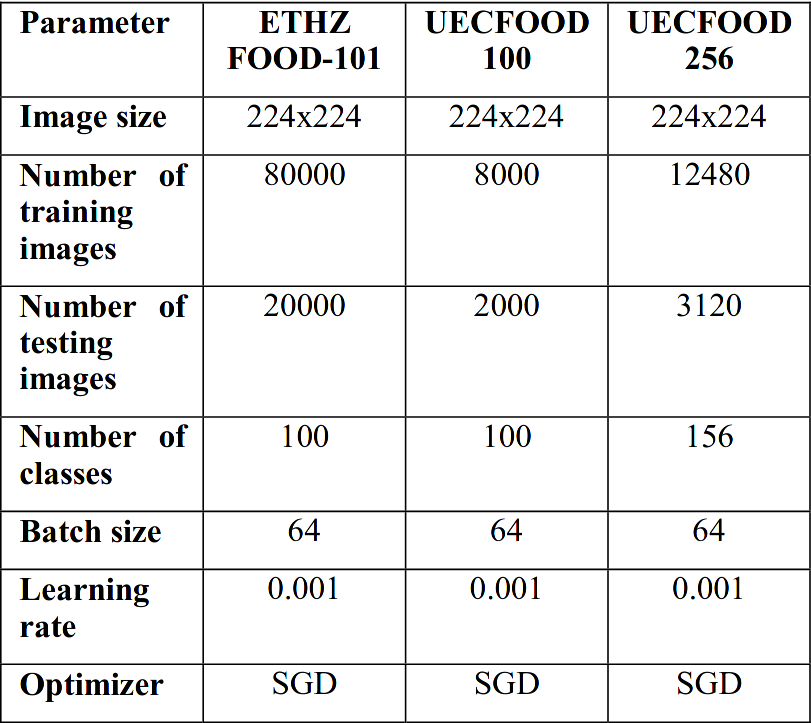 Parameter ETHZ UECFOOD UECFOOD
FOOD-101 100 256
Image size 224x224 224x224 224x224
Number of 80000 8000 12480
training
images
Number of 20000 2000 3120
testing
images
Number of 100 100 156
classes
Batch size 64 64 64
Learning 0.001 0.001 0.001
rate
Optimizer SGD SGD SGD